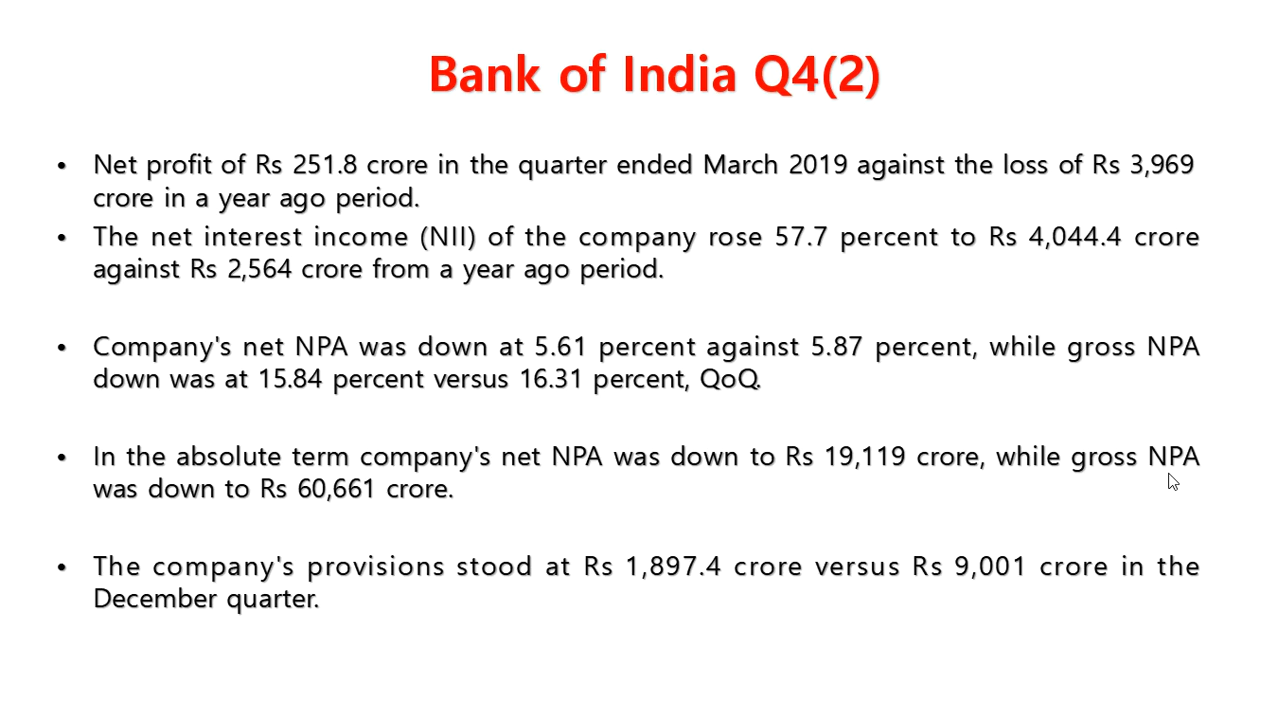 Bank of India Q4(2)
• Net profit of Rs 251.8 crore in the quarter ended March 2019 against the loss of Rs 3,969
crore in a year ago period.
• The net interest income (NII) of the company rose 57.7 percent to Rs 4,044.4 crore
against Rs 2,564 crore from a year ago period.
• Company's net NPA was down at 5.61 percent against 5.87 percent, while gross NPA
down was at 15.84 percent versus 16.31 percent, QoQ.
• In the absolute term company's net NPA was down to Rs 19,119 crore, while gross NPA
was down to Rs 60,661 crore.
• The company's provisions stood at Rs 1,897.4 crore versus Rs 9,001 crore in the
December quarter.